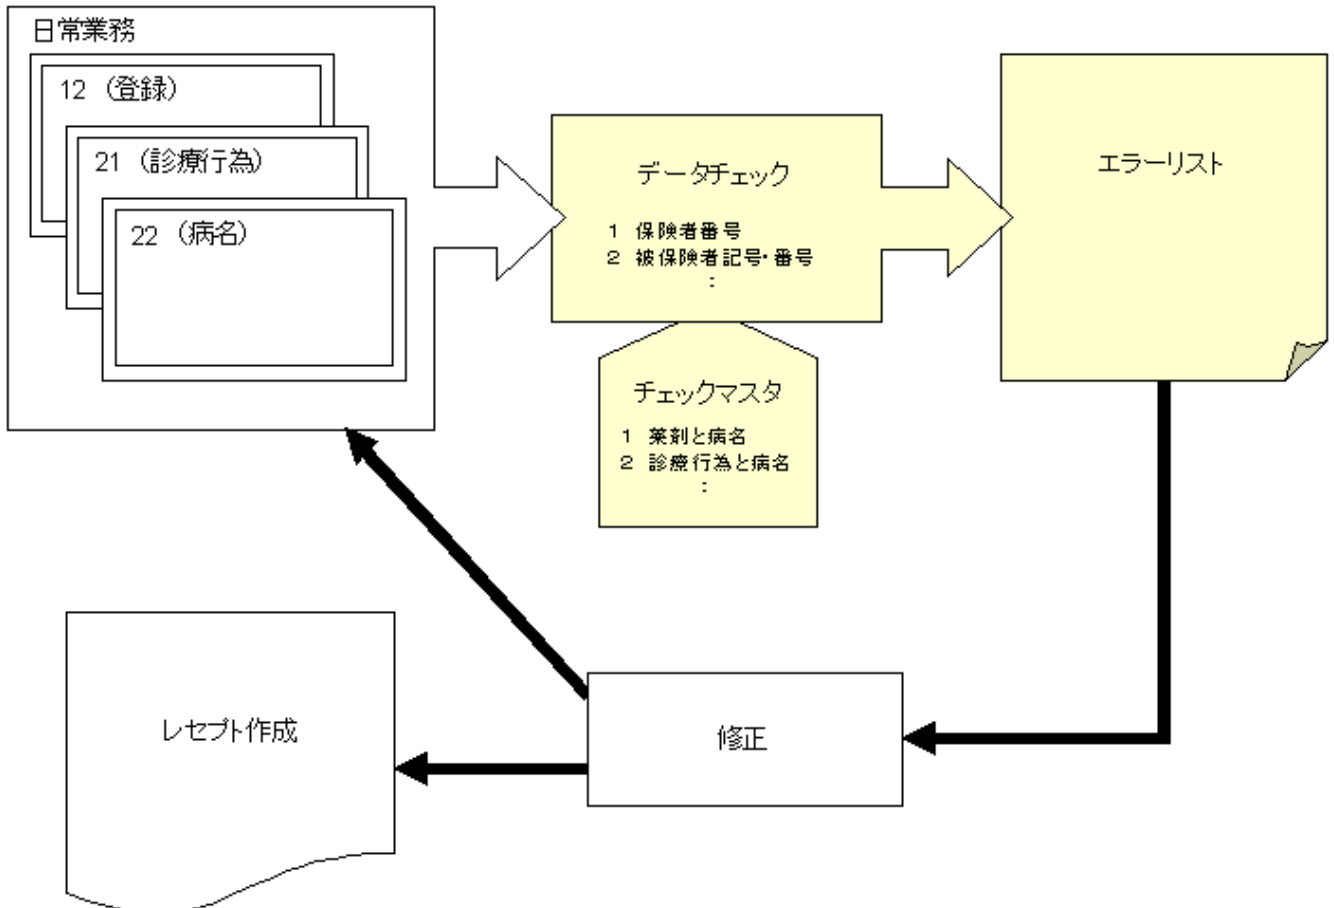 日常業務
12 （登録）
21 （診療行為）
22 （病名）
データチェック
1 保険者番号
2 被保険者記号・番号
：
チェックマスタ
1 薬剤と病名
2 診療行為と病名
：
エラーリスト
レセプト作成
修正